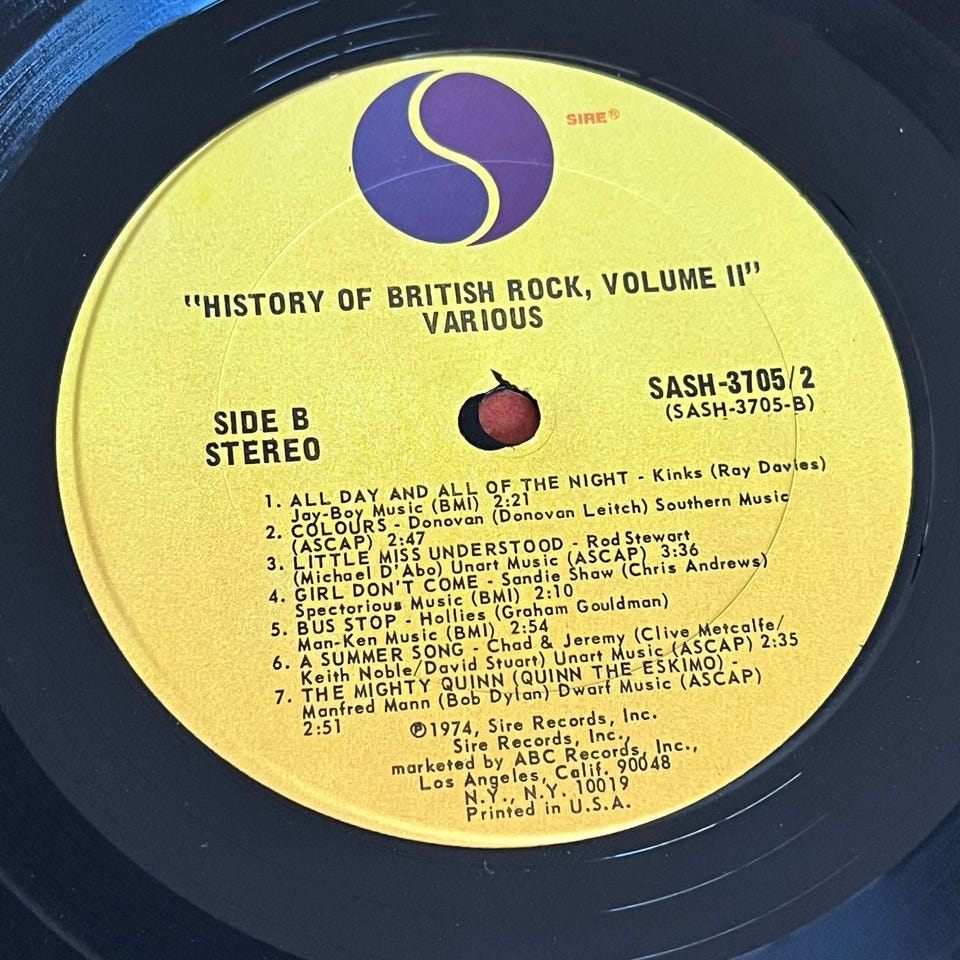 SIRE®
"HISTORY OF BRITISH ROCK, VOLUME II"
VARIOUS
SIDE B
STEREO
SASH-3705/2
(SASH-3705-B)
1. ALL DAY AND ALL OF THE NIGHT - Kinks (Ray Davies)
Jay-Boy Music (BMI) 2:21
2. COLOURS - Donovan (Donovan Leitch) Southern Music
(ASCAP) 2:47
3. LITTLE MISS UNDERSTOOD - Rod Stewart
(Michael D'Abo) Unart Music (ASCAP) 3:36
4. GIRL DON'T COME - Sandie Shaw (Chris Andrews)
Spectorious Music (BMI) 2:10
5. BUS STOP - Hollies (Graham Gouldman)
Man-Ken Music (BMI) 2:54
6. A SUMMER SONG - Chad & Jeremy (Clive Metcalfe/
Keith Noble/David Stuart) Unart Music (ASCAP) 2:35
7. THE MIGHTY QUINN (QUINN THE ESKIMO) -
Manfred Mann (Bob Dylan) Dwarf Music (ASCAP)
2:51
℗1974, Sire Records, Inc.
Sire Records, Inc.,
marketed by ABC Records, Inc.,
Los Angeles, Calif. 90048
N.Y., N.Y. 10019
Printed in U.S.A.